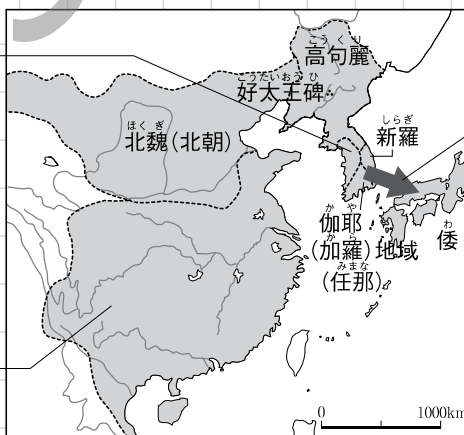 こうくり
高句麗
こうたいおう ひ
好太王碑
ほくぎ
北魏(北朝)
しらぎ
新羅
かや
伽耶
から
(加羅)地域
みまな
(任那)
わ
倭
0 1000km